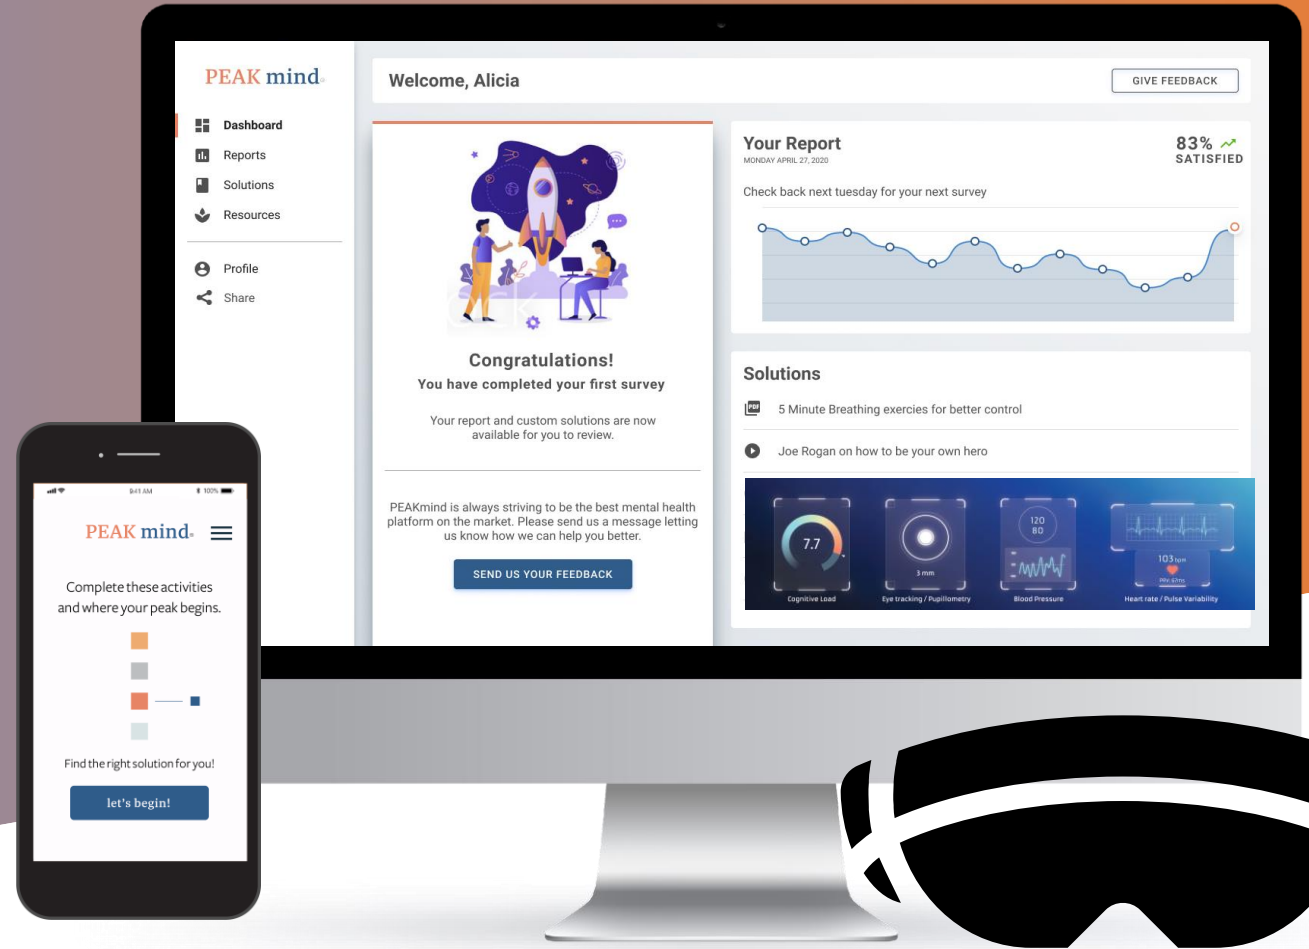 PEAK mind
Dashboard
Reports
Solutions
Resources
Profile
Share
Welcome, Alicia
GIVE FEEDBACK
Congratulations!
You have completed your first survey
Your report and custom solutions are now
available for you to review.
PEAKmind is always striving to be the best mental health
platform on the market. Please send us a message letting
us know how we can help you better.
SEND US YOUR FEEDBACK
Your Report
MONDAY APRIL 27, 2020
83%
SATISFIED
Check back next tuesday for your next survey
Solutions
PDF
5 Minute Breathing exercies for better control
Joe Rogan on how to be your own hero
7.7
Cognitive Load
3 mm
Eye tracking / Pupillometry
120
80
Blood Pressure
103 bpm
Heart rate / Pulse Variability
9:41 AM
100%
PEAK mind.
Complete these activities
and where your peak begins.
Find the right solution for you!
let's begin!